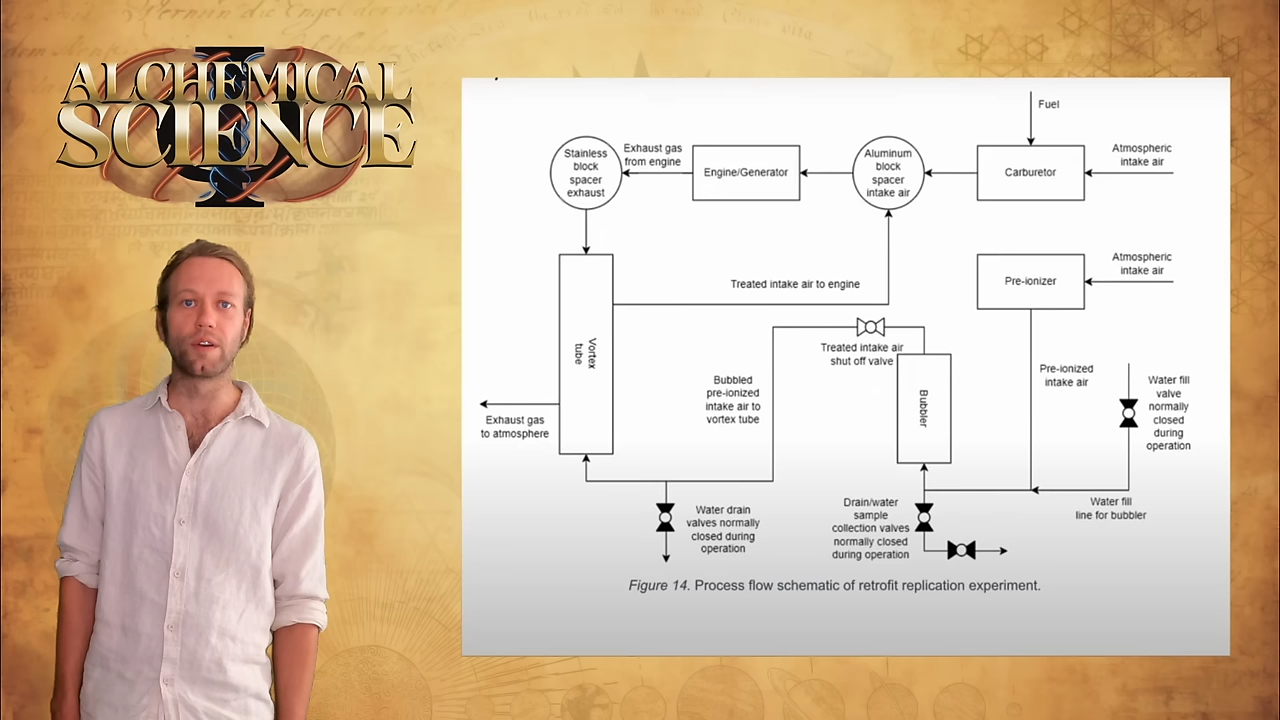 ALCHEMICAL
SCIENCE
Fuel
Stainless
block
spacer
exhaust
Exhaust gas
from engine
Engine/Generator
Aluminum
block
spacer
intake air
Carburetor
Atmospheric
intake air
Treated intake air to engine
Pre-ionizer
Atmospheric
intake air
Vortex
tube
Treated intake air
shut off valve
Bubbled
pre-ionized
intake air to
vortex tube
Bubbler
Pre-ionized
intake air
Water fill
valve
normally
closed
during
operation
Exhaust gas
to atmosphere
Water drain
valves normally
closed during
operation
Drain/water
sample
collection valves
normally closed
during operation
Water fill
line for bubbler
Figure 14. Process flow schematic of retrofit replication experiment.